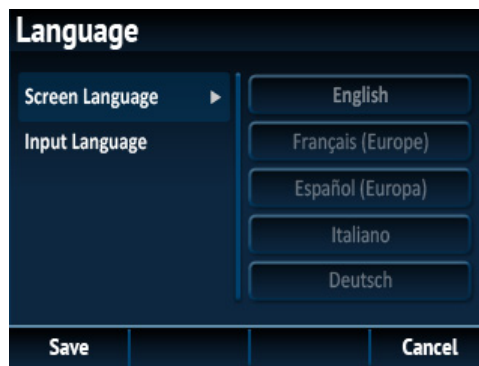 Language
Screen Language
Input Language
English
Français (Europe)
Español (Europa)
Italiano
Deutsch
Save
Cancel